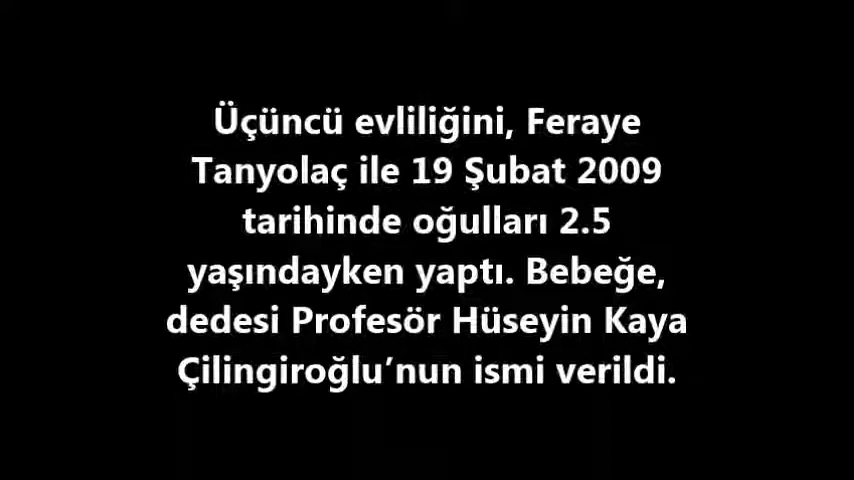 Üçüncü evliliğini, Feraye
Tanyolaç ile 19 Şubat 2009
tarihinde oğulları 2.5
yaşındayken yaptı. Bebeğe,
dedesi Profesör Hüseyin Kaya
Çilingiroğlu’nun ismi verildi.